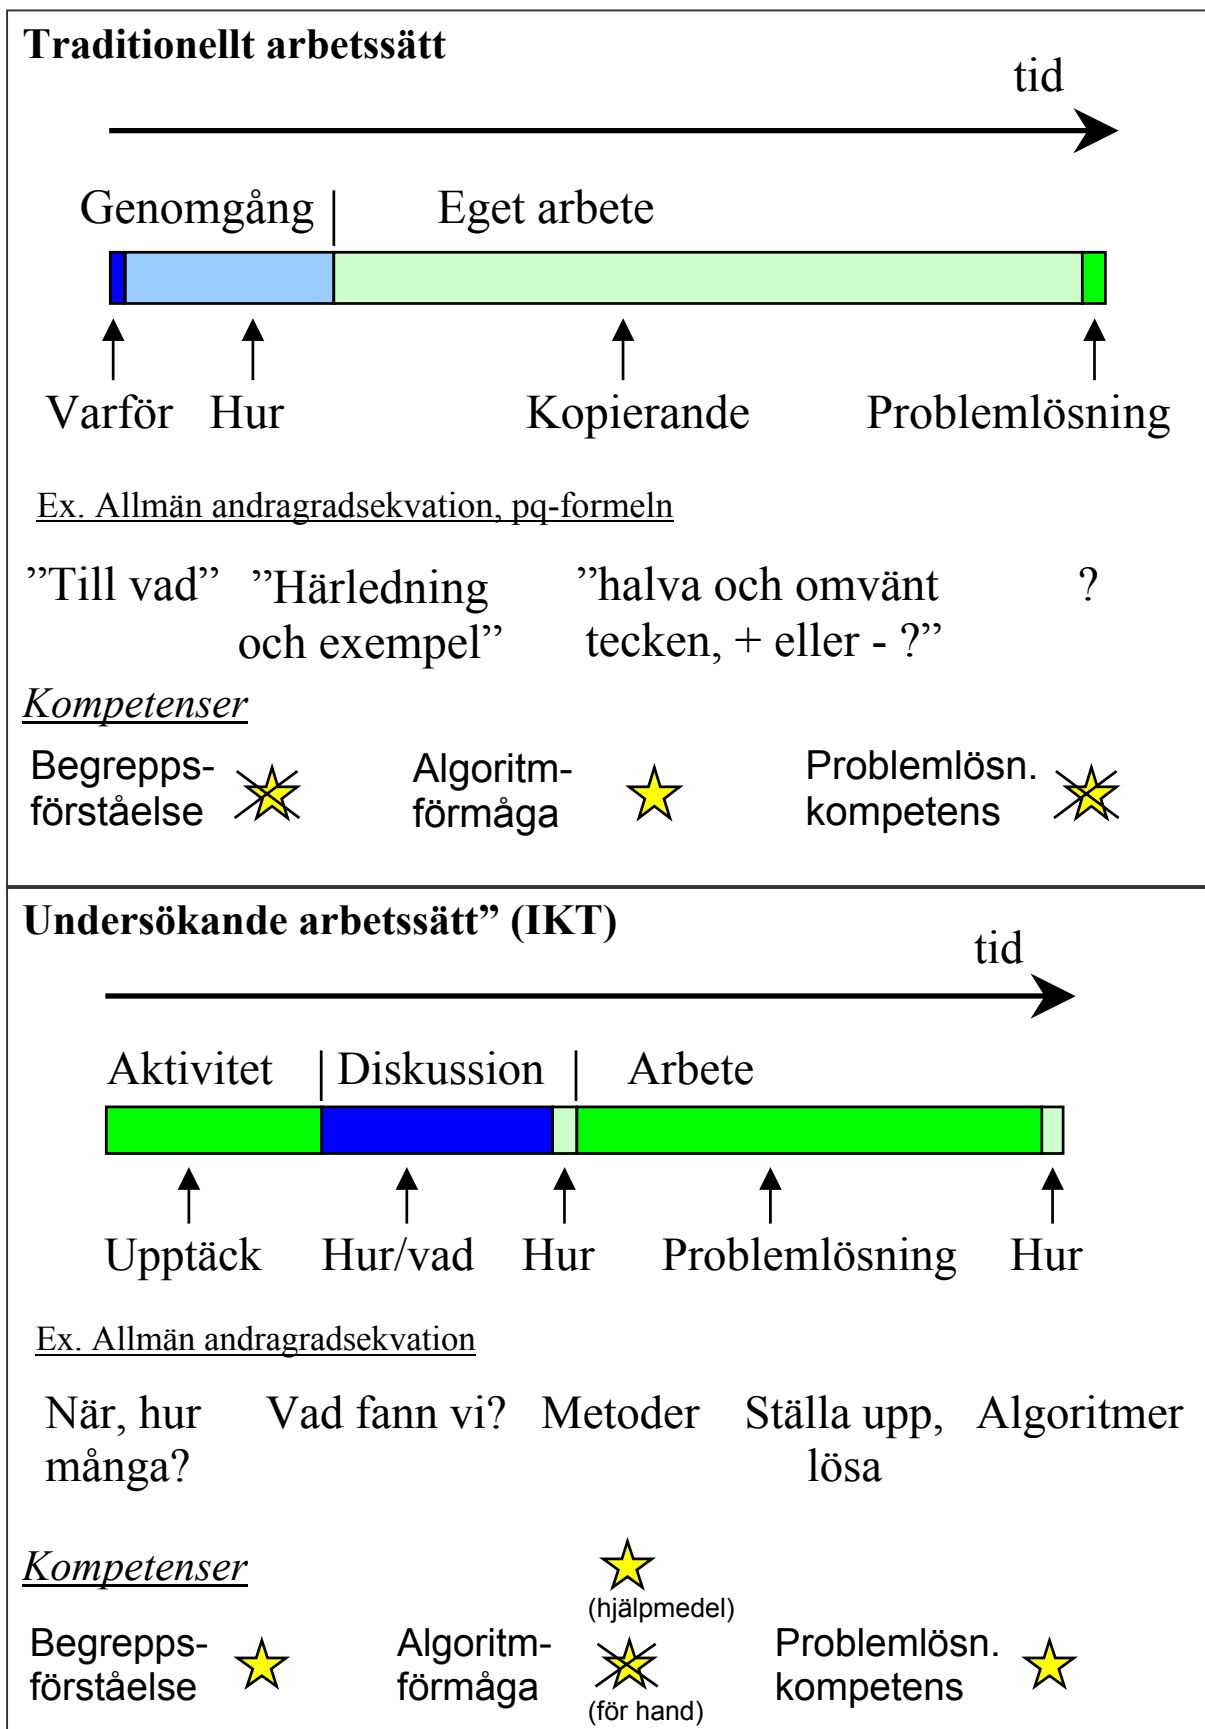 Traditionellt arbetssätt
tid
Genomgång | Eget arbete
Varför Hur Kopierande Problemlösning
Ex. Allmän andragradsekvation, pq-formeln
”Till vad” ”Härledning ”halva och omvänt ?
och exempel” tecken, + eller - ?”
Kompetenser
Begrepps- Algoritm- Problemlösn.
förståelse förmåga kompetens
Undersökande arbetssätt” (IKT)
tid
Aktivitet | Diskussion | Arbete
Upptäck Hur/vad Hur Problemlösning Hur
Ex. Allmän andragradsekvation
När, hur Vad fann vi? Metoder Ställa upp, Algoritmer
många? lösa
Kompetenser
(hjälpmedel)
Begrepps- Algoritm- Problemlösn.
förståelse förmåga kompetens
(för hand)